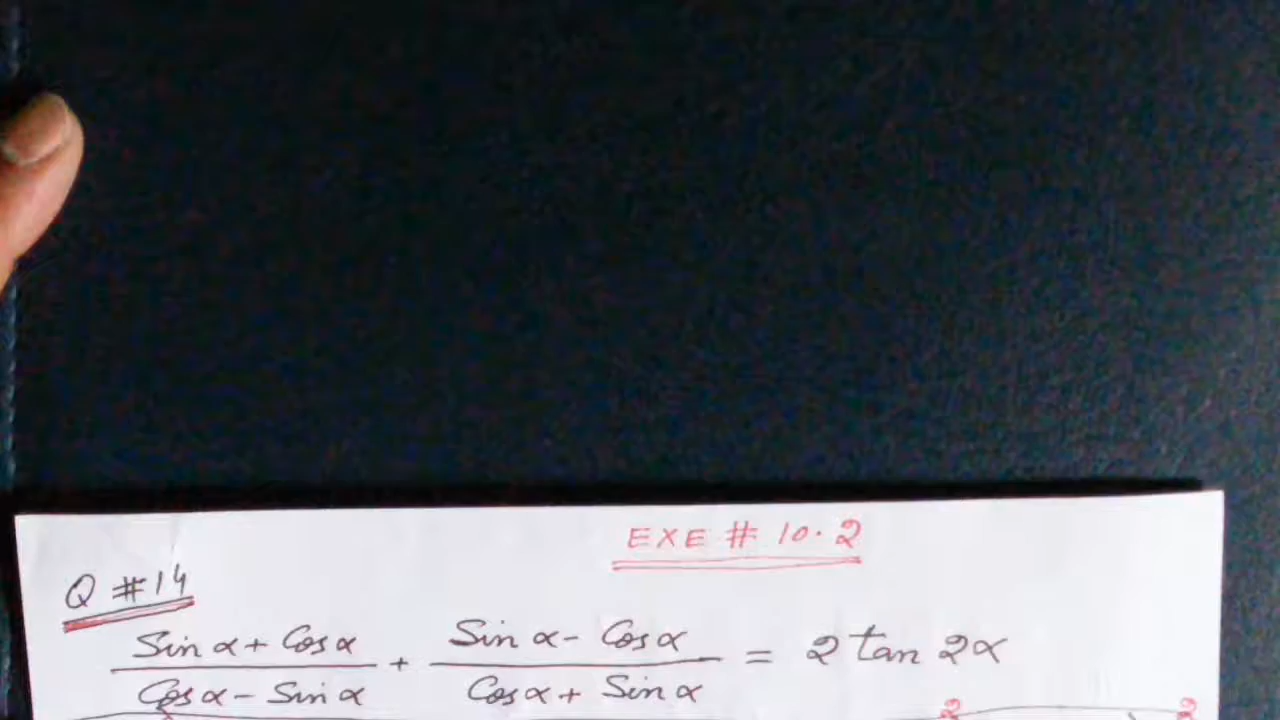 EXE # 10.2
Q #14
Sin α + Cos α / Cos α - Sin α + Sin α - Cos α / Cos α + Sin α = 2 tan 2α